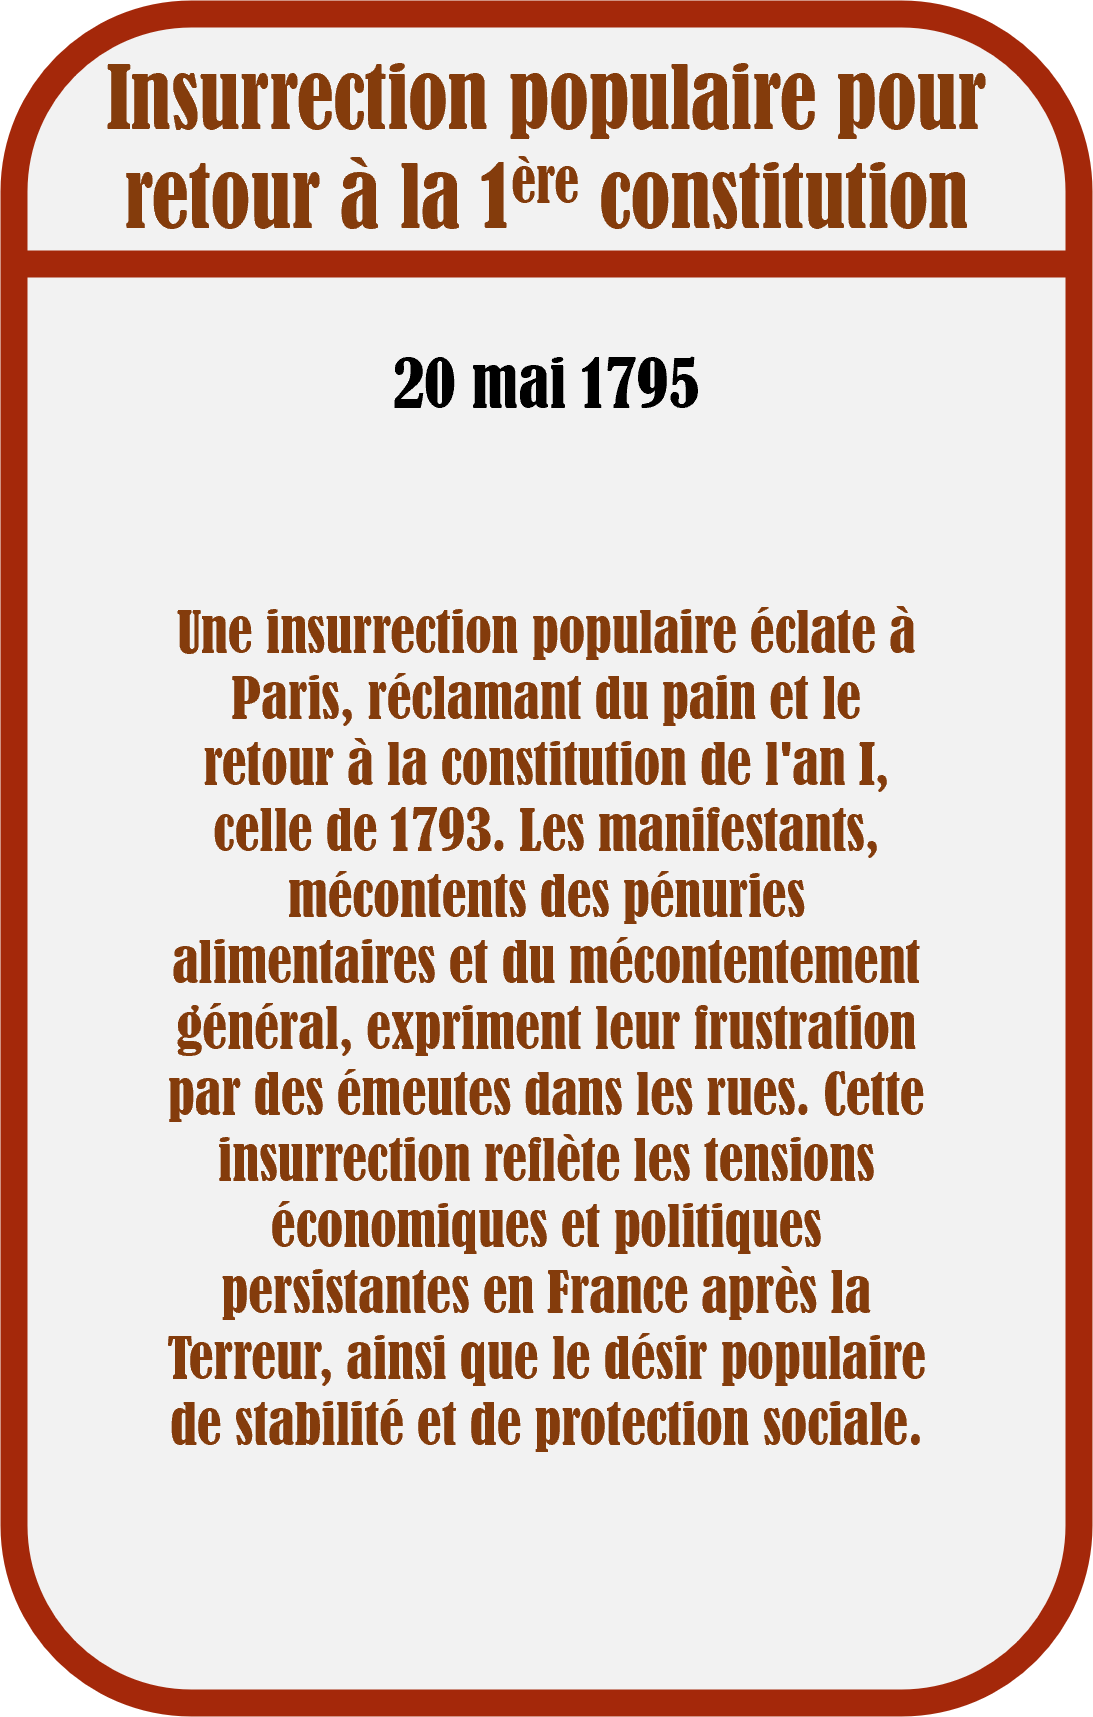 Insurrection populaire pour
retour à la 1ère constitution
20 mai 1795
Une insurrection populaire éclate à
Paris, réclamant du pain et le
retour à la constitution de l'an I,
celle de 1793. Les manifestants,
mécontents des pénuries
alimentaires et du mécontentement
général, expriment leur frustration
par des émeutes dans les rues. Cette
insurrection reflète les tensions
économiques et politiques
persistantes en France après la
Terreur, ainsi que le désir populaire
de stabilité et de protection sociale.